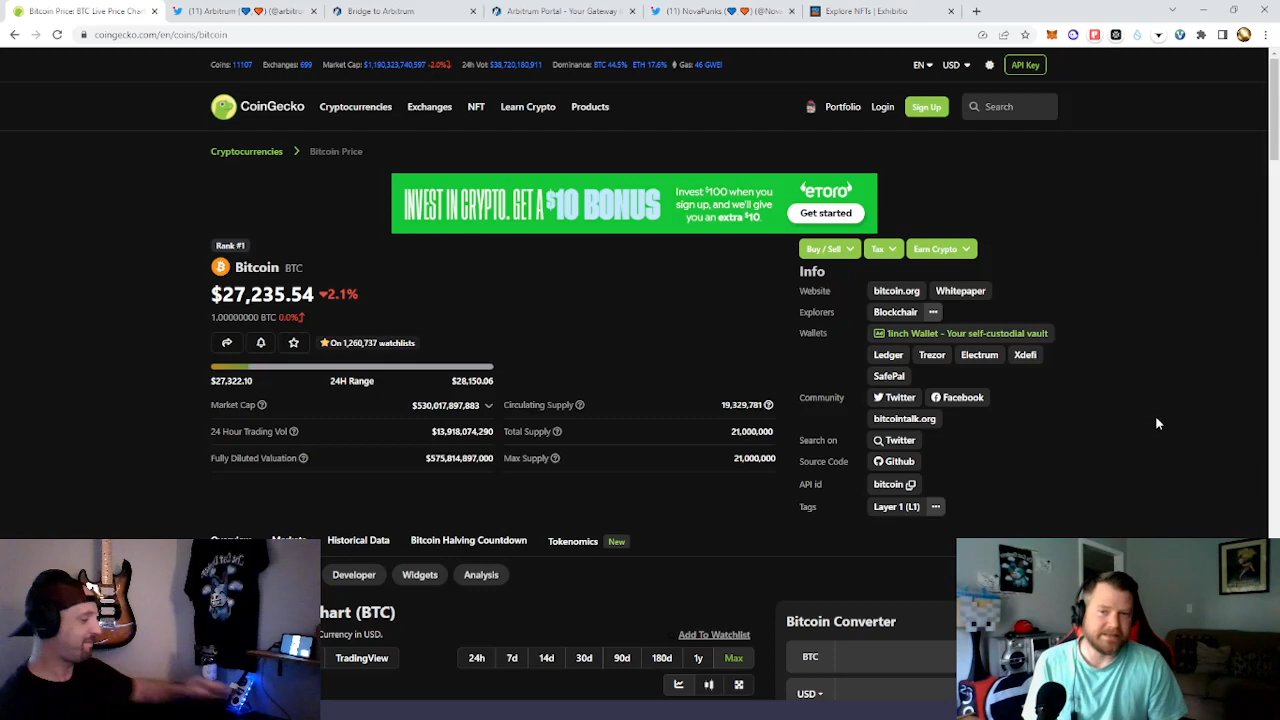 Bitcoin Price: BTC Live Price Char
(11) Arbitrum (💙,🧡) (@arbitru
Bridge to Arbitrum
Arbitrum Portal - Your Gateway
(11) NovaPunks (💙,🧡) (@Nov
Explore NFTs | Exhibitio
coingecko.com/en/coins/bitcoin
Coins: 11107 Exchanges: 699 Market Cap: $1,190,323,740,597 -2.0% 24h Vol: $38,720,180,911 Dominance: BTC 44.5% ETH 17.6% Gas: 46 GWEI EN USD API Key
CoinGecko Cryptocurrencies Exchanges NFT Learn Crypto Products Portfolio Login Sign Up Search
Cryptocurrencies > Bitcoin Price
INVEST IN CRYPTO. GET A $10 BONUS
Invest $100 when you
sign up, and we'll give
you an extra $10.
eTORO
Get started
Rank #1
Bitcoin BTC
$27,235.54 2.1%
1.00000000 BTC 0.0%
On 1,260,737 watchlists
$27,322.10 24H Range $28,150.06
Market Cap $530,017,897,883 Circulating Supply 19,329,781
24 Hour Trading Vol $13,918,074,290 Total Supply 21,000,000
Fully Diluted Valuation $575,814,897,000 Max Supply 21,000,000
Buy / Sell Tax Earn Crypto
Info
Website bitcoin.org Whitepaper
Explorers Blockchair
Wallets Ad 1inch Wallet - Your self-custodial vault
Ledger Trezor Electrum Xdefi
SafePal
Community Twitter Facebook
bitcointalk.org
Search on Twitter
Source Code Github
API id bitcoin
Tags Layer 1 (L1)
Overview Markets Historical Data Bitcoin Halving Countdown Tokenomics New
Developer Widgets Analysis
hart (BTC)
Currency in USD.
Add To Watchlist
TradingView 24h 7d 14d 30d 90d 180d 1y Max
Bitcoin Converter
BTC
USD